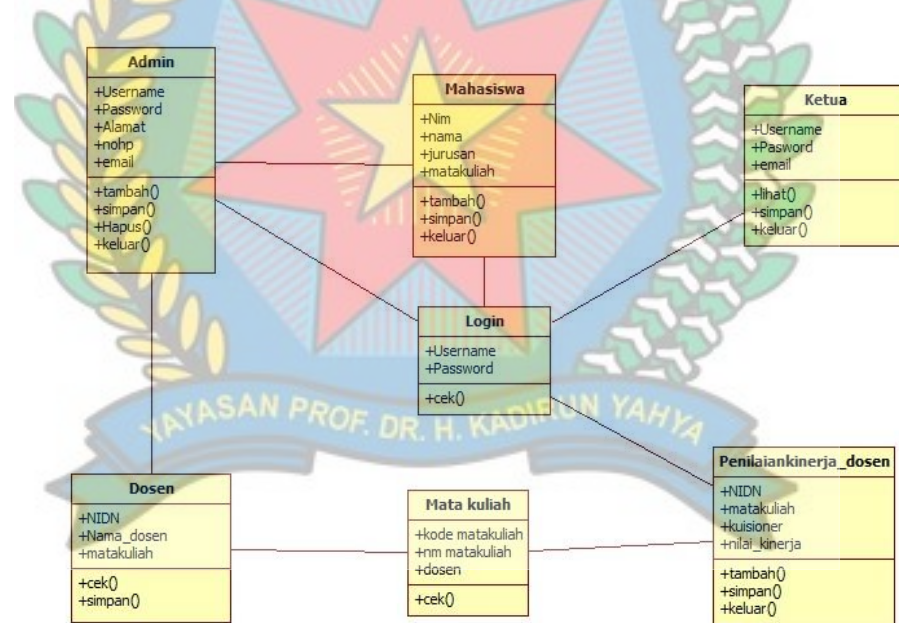 Admin
+Username
+Password
+Alamat
+nohp
+email
+tambah()
+simpan()
+Hapus()
+keluar()
Mahasiswa
+Nim
+nama
+jurusan
+matakuliah
+tambah()
+simpan()
+keluar()
Ketua
+Username
+Pasword
+email
+lihat()
+simpan()
+keluar()
Login
+Username
+Password
+cek()
YAYASAN PROF. DR. H. KADIRUN YAHYA
Dosen
+NIDN
+Nama_dosen
+matakuliah
+cek()
+simpan()
Mata kuliah
+kode matakuliah
+nm matakuliah
+dosen
+cek()
Penilaiankinerja_dosen
+NIDN
+matakuliah
+kuisioner
+nilai_kinerja
+tambah()
+simpan()
+keluar()